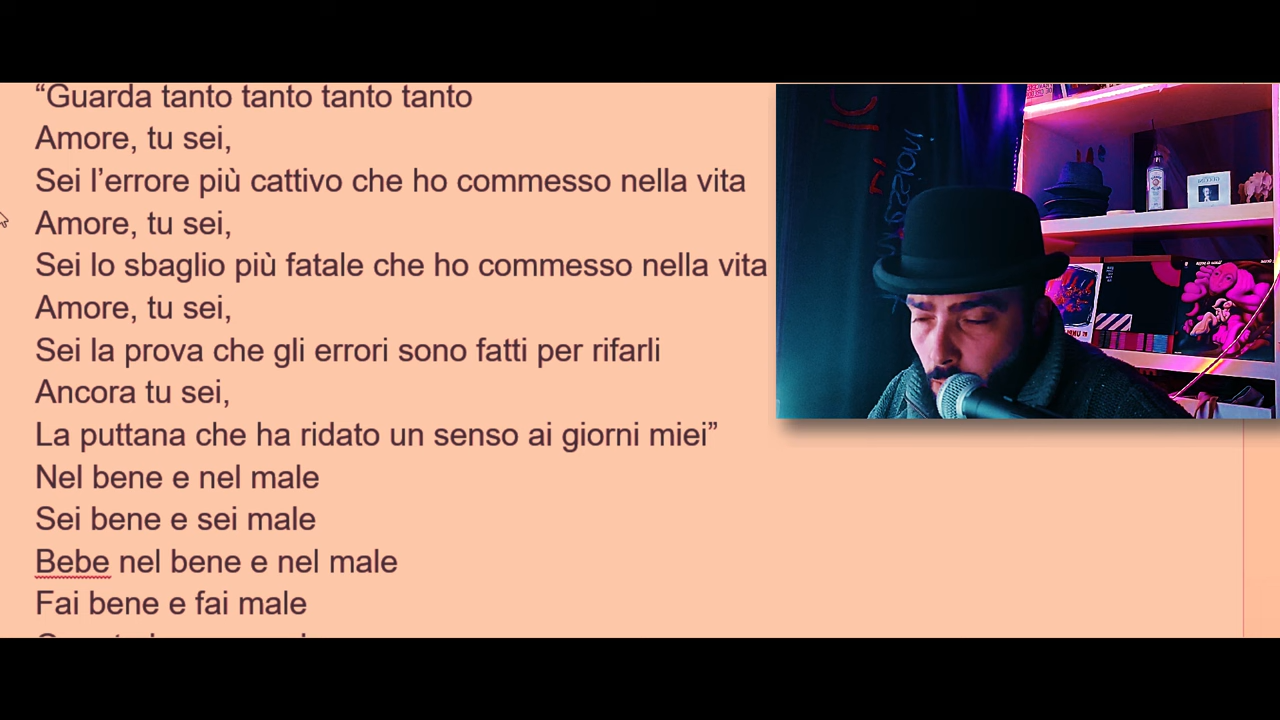 “Guarda tanto tanto tanto tanto
Amore, tu sei,
Sei l’errore più cattivo che ho commesso nella vita
Amore, tu sei,
Sei lo sbaglio più fatale che ho commesso nella vita
Amore, tu sei,
Sei la prova che gli errori sono fatti per rifarli
Ancora tu sei,
La puttana che ha ridato un senso ai giorni miei”
Nel bene e nel male
Sei bene e sei male
Bebe nel bene e nel male
Fai bene e fai male